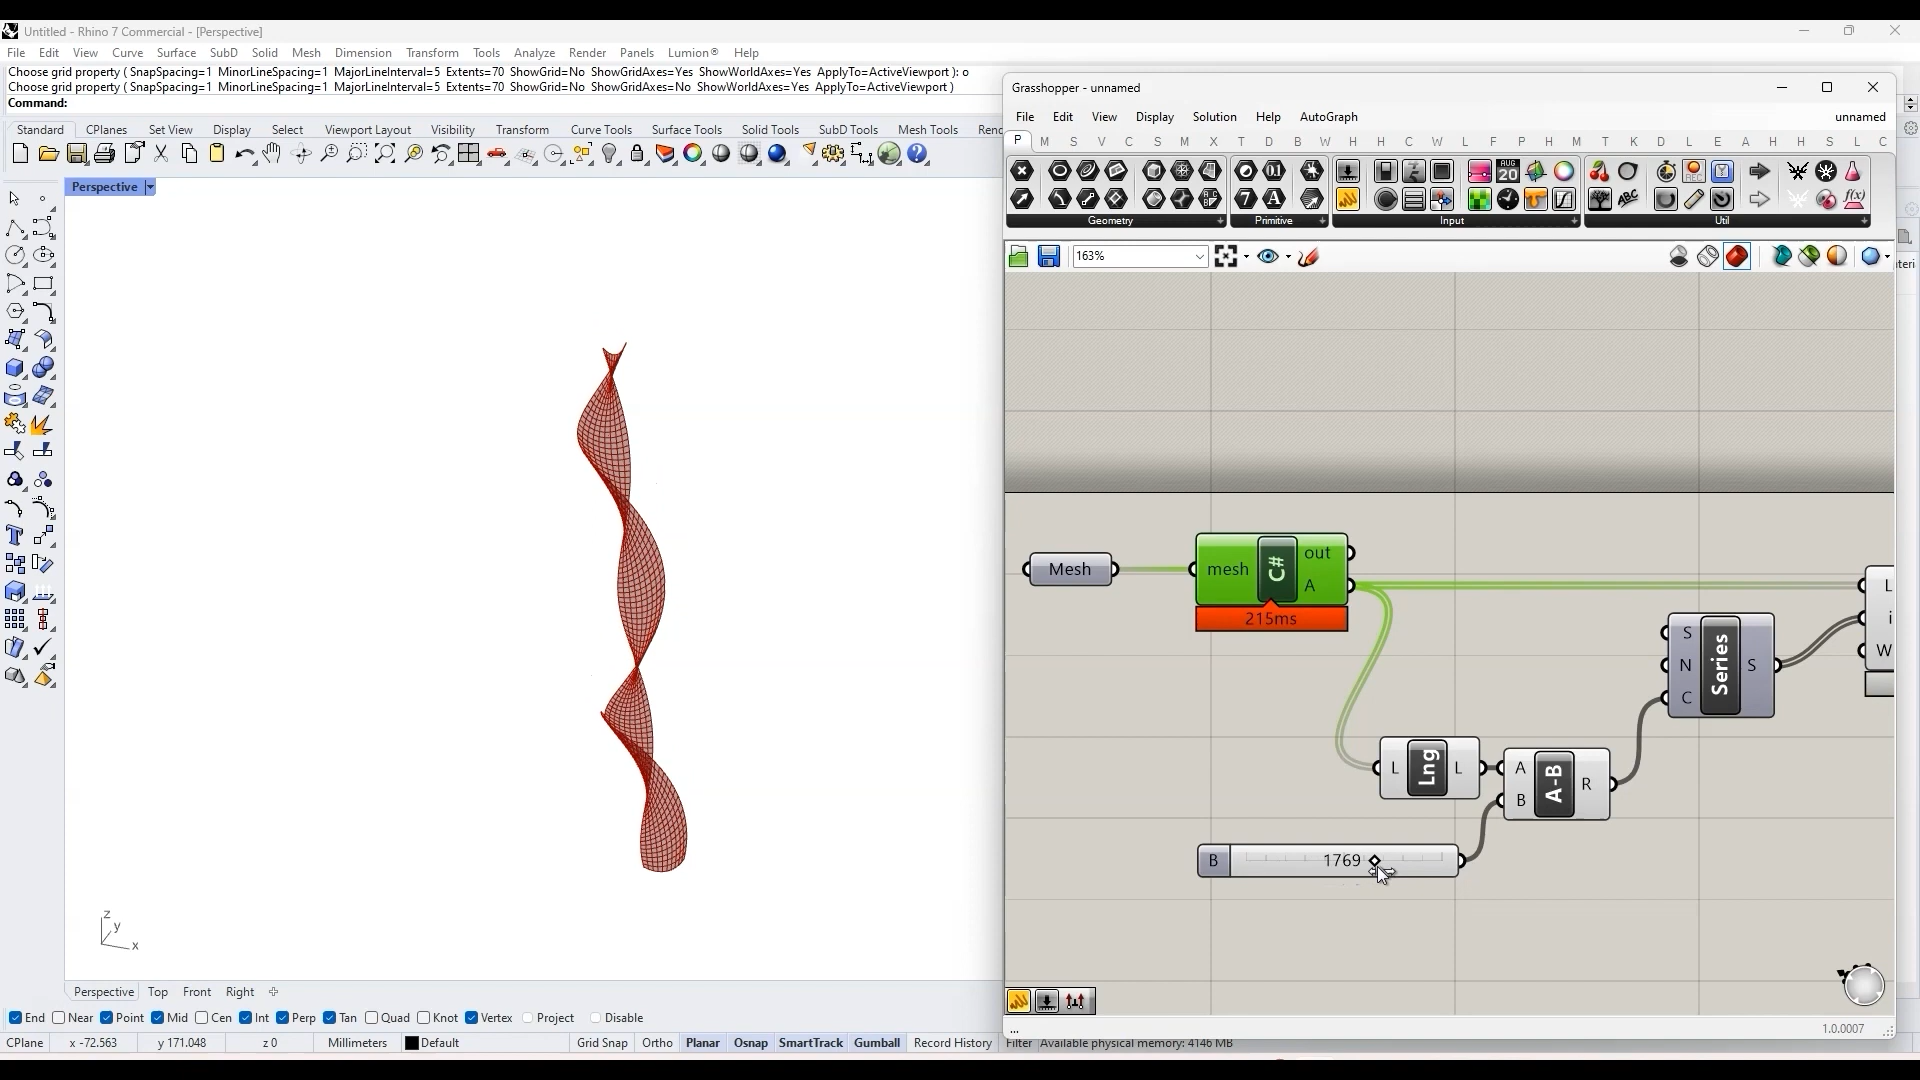 Untitled - Rhino 7 Commercial - [Perspective]
File Edit View Curve Surface SubD Solid Mesh Dimension Transform Tools Analyze Render Panels Lumion® Help
Choose grid property ( SnapSpacing=1 MinorLineSpacing=1 MajorLineInterval=5 Extents=70 ShowGrid=No ShowGridAxes=Yes ShowWorldAxes=Yes ApplyTo=ActiveViewport ): o
Choose grid property ( SnapSpacing=1 MinorLineSpacing=1 MajorLineInterval=5 Extents=70 ShowGrid=No ShowGridAxes=No ShowWorldAxes=Yes ApplyTo=ActiveViewport )
Command:
Standard CPlanes Set View Display Select Viewport Layout Visibility Transform Curve Tools Surface Tools Solid Tools SubD Tools Mesh Tools Renc
Perspective
z
y
x
Perspective Top Front Right
End Near Point Mid Cen Int Perp Tan Quad Knot Vertex Project Disable
CPlane x -72.563 y 171.048 z 0 Millimeters Default Grid Snap Ortho Planar Osnap SmartTrack Gumball Record History Filter Available physical memory: 4146 MB
Grasshopper - unnamed
File Edit View Display Solution Help AutoGraph unnamed
P M S V C S M X T D B W L F P M T K D L E A H H S L C
Geometry Primitive Input Util
163%
Mesh
mesh C# out
A
215ms
L
i
W
S
N Series S
C
L Lng L
A
B A-B R
B 1769
... 1.0.0007